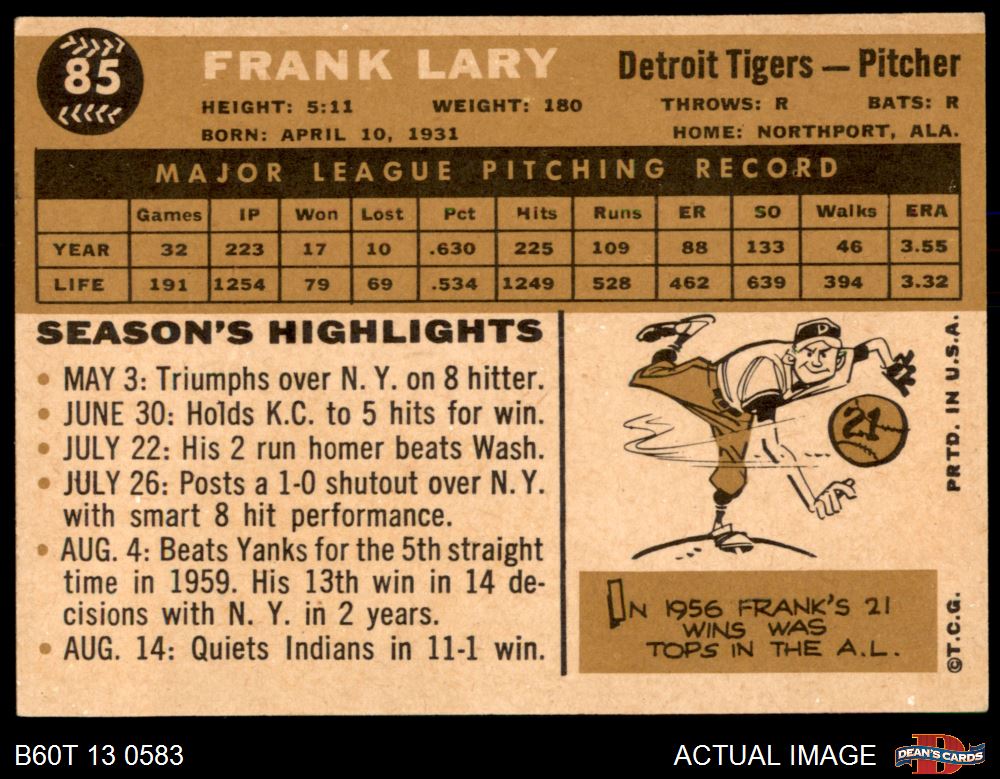 85
FRANK LARY
Detroit Tigers — Pitcher
HEIGHT: 5:11 WEIGHT: 180 THROWS: R BATS: R
BORN: APRIL 10, 1931 HOME: NORTHPORT, ALA.
MAJOR LEAGUE PITCHING RECORD
Games IP Won Lost Pct Hits Runs ER SO Walks ERA
YEAR 32 223 17 10 .630 225 109 88 133 46 3.55
LIFE 191 1254 79 69 .534 1249 528 462 639 394 3.32
SEASON'S HIGHLIGHTS
• MAY 3: Triumphs over N. Y. on 8 hitter.
• JUNE 30: Holds K.C. to 5 hits for win.
• JULY 22: His 2 run homer beats Wash.
• JULY 26: Posts a 1-0 shutout over N. Y.
with smart 8 hit performance.
• AUG. 4: Beats Yanks for the 5th straight
time in 1959. His 13th win in 14 de-
cisions with N. Y. in 2 years.
• AUG. 14: Quiets Indians in 11-1 win.
D
21
IN 1956 FRANK'S 21
WINS WAS
TOPS IN THE A.L.
PRTD. IN U.S.A.
©T.C.G.
B60T 13 0583
ACTUAL IMAGE
D
DEAN'S CARDS